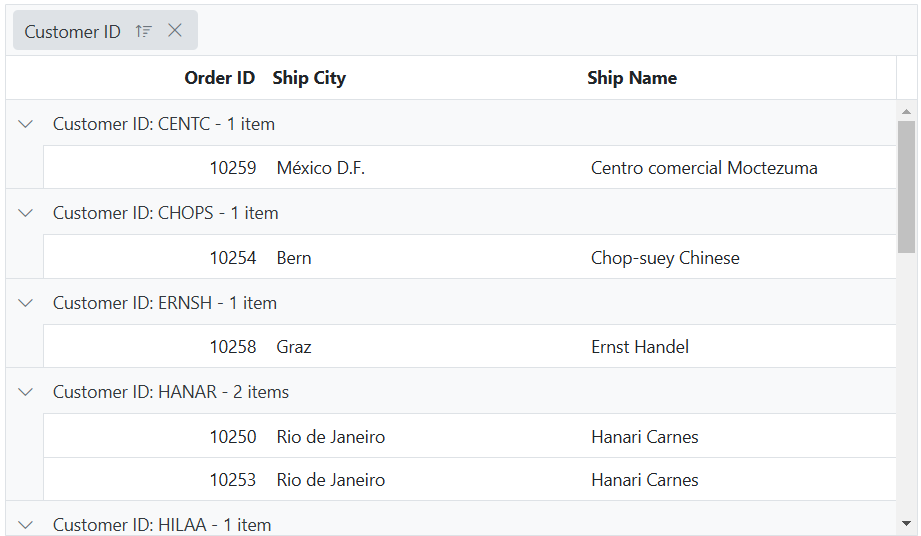 Customer ID
Order ID Ship City Ship Name
Customer ID: CENTC - 1 item
10259 México D.F. Centro comercial Moctezuma
Customer ID: CHOPS - 1 item
10254 Bern Chop-suey Chinese
Customer ID: ERNSH - 1 item
10258 Graz Ernst Handel
Customer ID: HANAR - 2 items
10250 Rio de Janeiro Hanari Carnes
10253 Rio de Janeiro Hanari Carnes
Customer ID: HILAA - 1 item